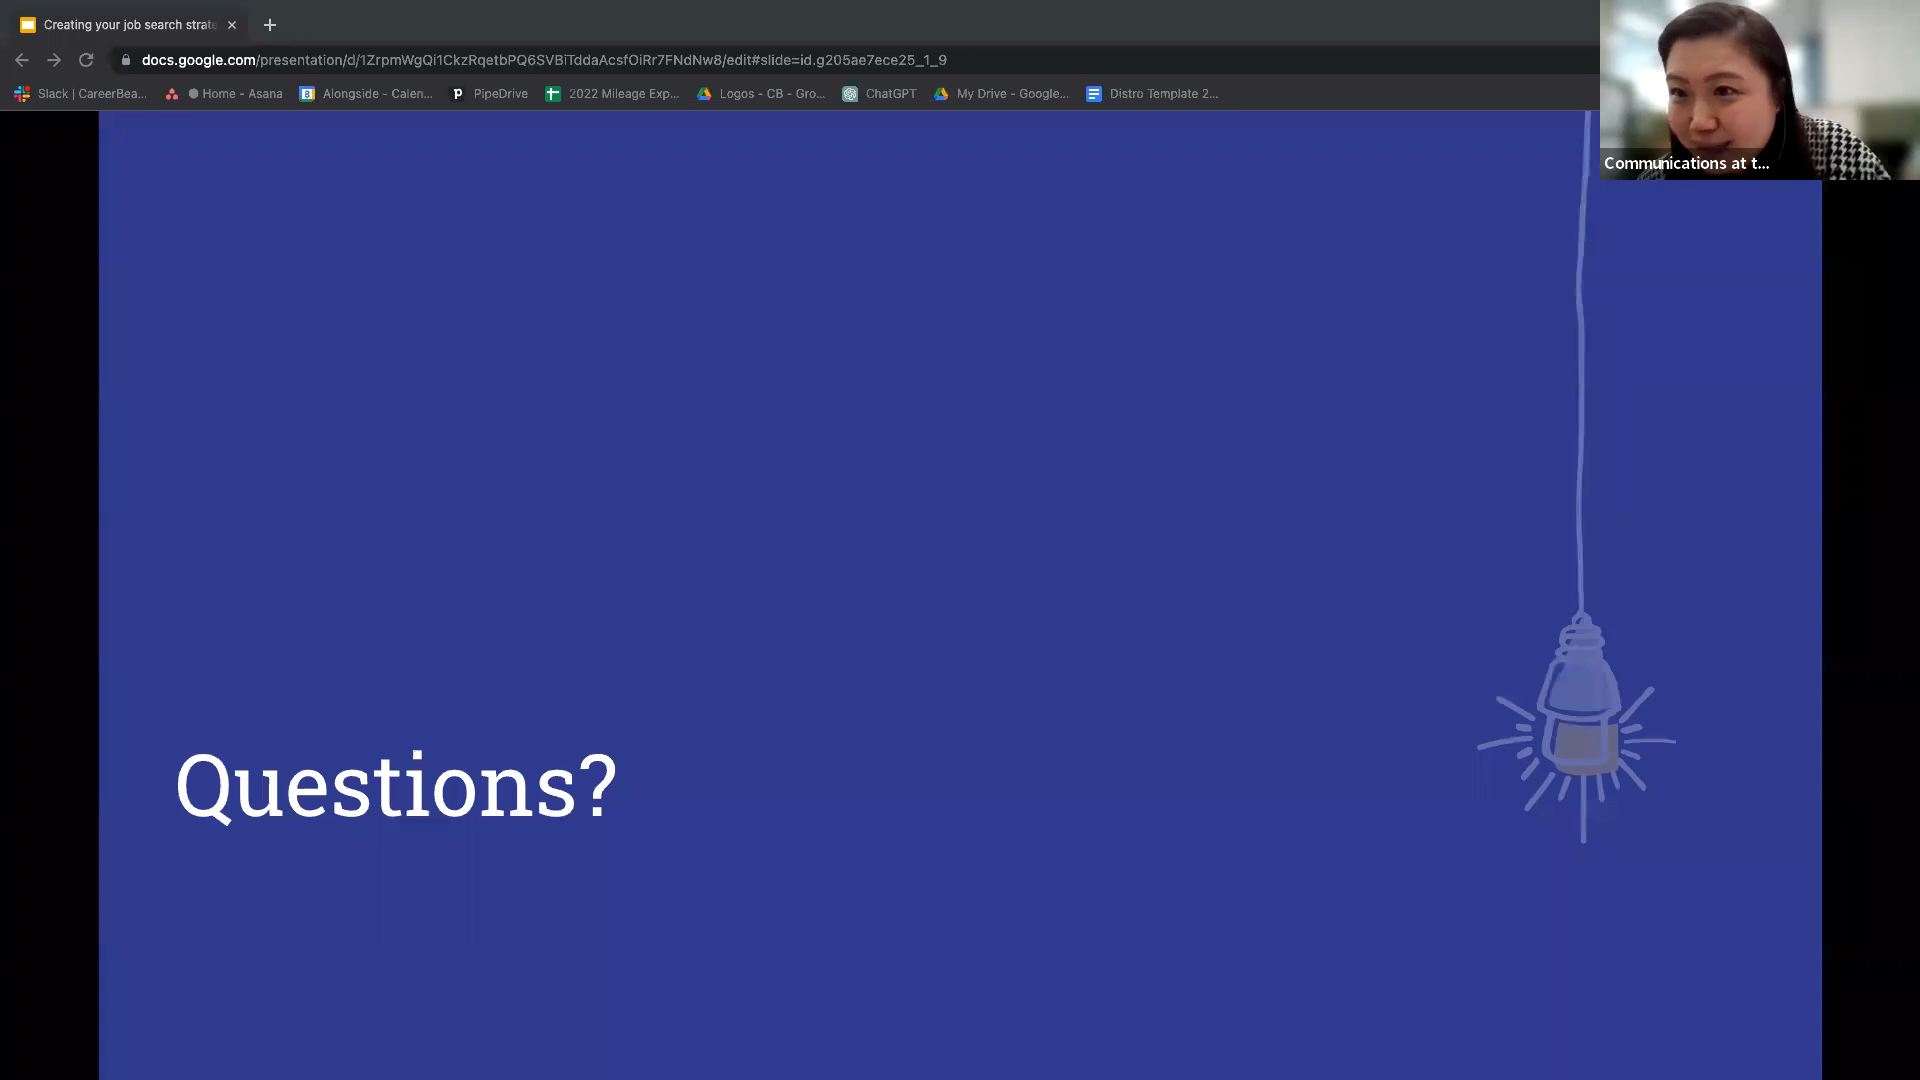 Creating your job search strate
docs.google.com/presentation/d/1ZrpmWgQi1CkzRqetbPQ6SVBiTddaAcsfOiRr7FNdNw8/edit#slide=id.g205ae7ece25_1_9
Slack | CareerBea... Home - Asana Alongside - Calen... PipeDrive 2022 Mileage Exp... Logos - CB - Gro... ChatGPT My Drive - Google... Distro Template 2...
Communications at t...
Questions?